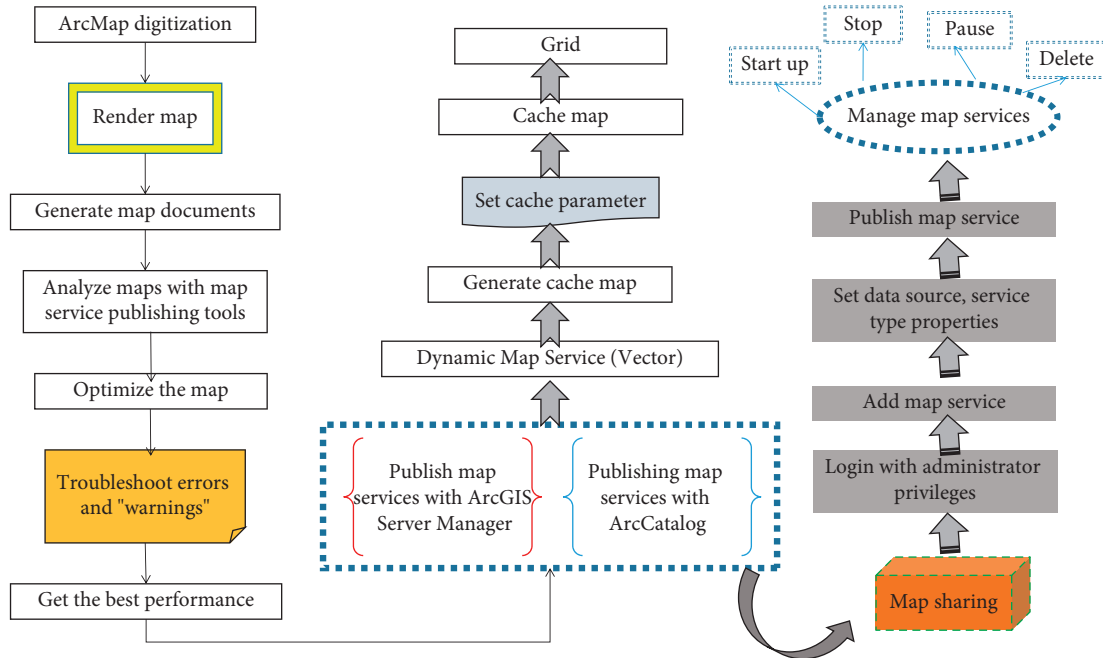 ArcMap digitization
Render map
Generate map documents
Analyze maps with map
service publishing tools
Optimize the map
Troubleshoot errors
and "warnings"
Get the best performance
Grid
Cache map
Set cache parameter
Generate cache map
Dynamic Map Service (Vector)
Publish map
services with ArcGIS
Server Manager
Publishing map
services with
ArcCatalog
Start up
Stop
Pause
Delete
Manage map services
Publish map service
Set data source, service
type properties
Add map service
Login with administrator
privileges
Map sharing